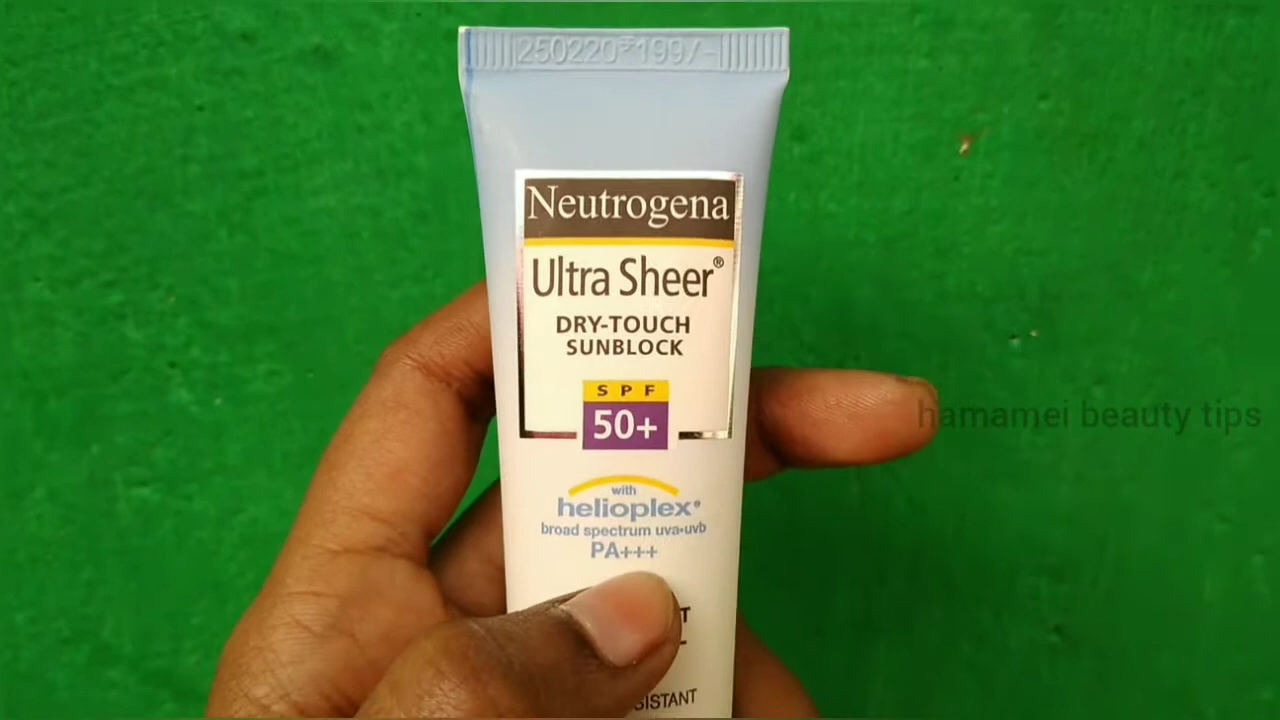 250220 ₹199/-
Neutrogena
Ultra Sheer®
DRY-TOUCH
SUNBLOCK
SPF
50+
with
helioplex®
broad spectrum uva•uvb
PA+++
hamamei beauty tips